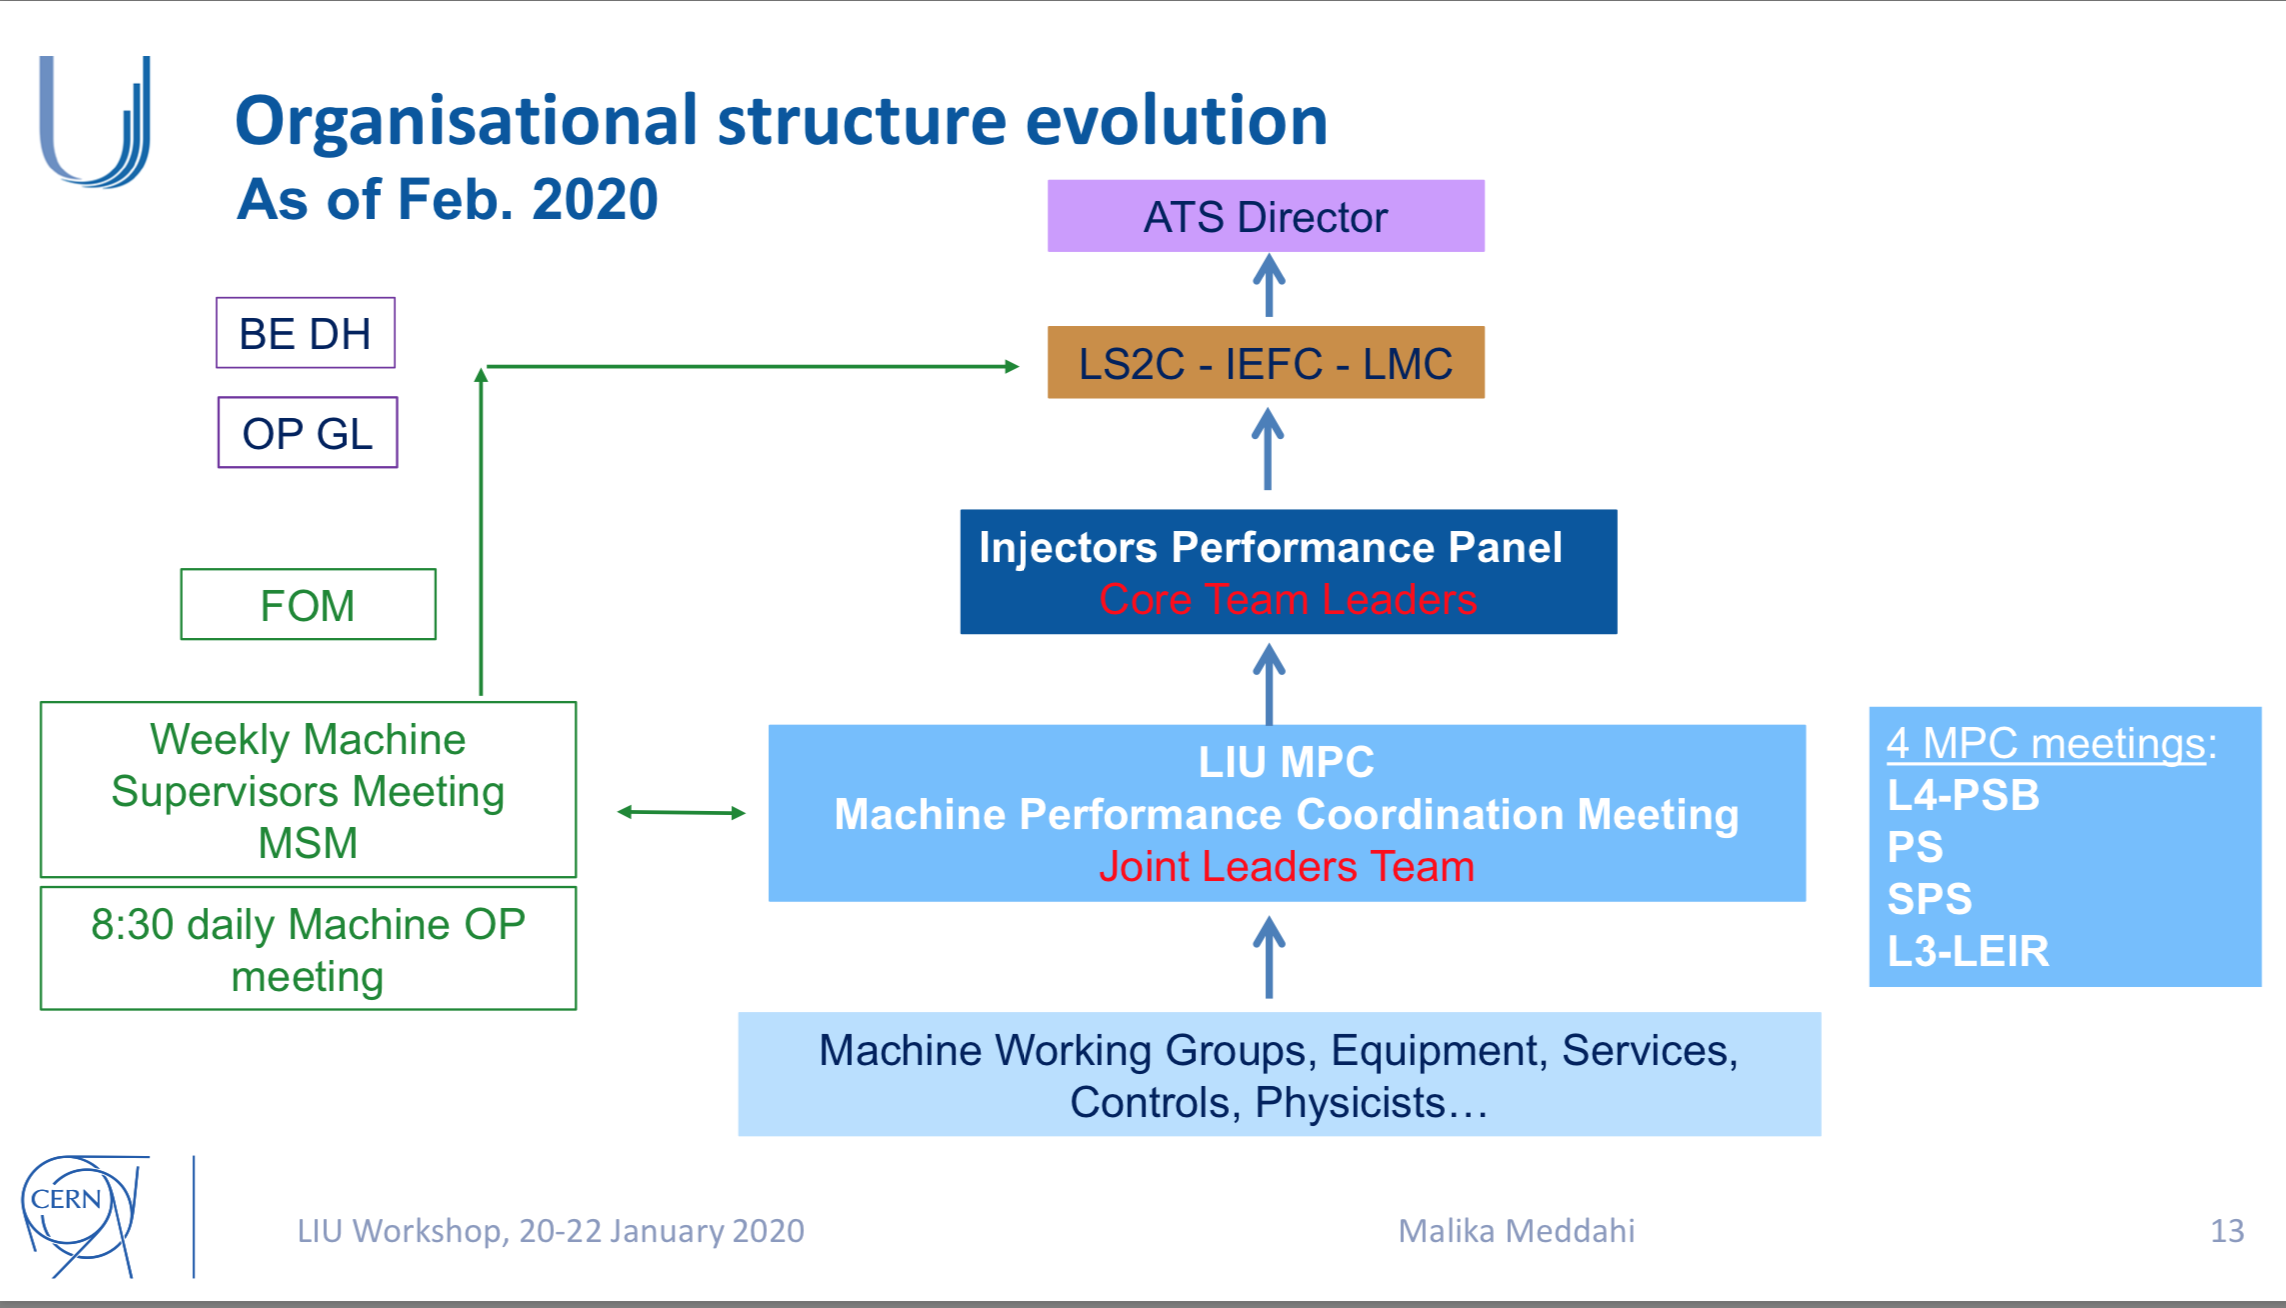 Organisational structure evolution
As of Feb. 2020
ATS Director
BE DH
LS2C - IEFC - LMC
OP GL
Injectors Performance Panel
Core Team Leaders
FOM
Weekly Machine
Supervisors Meeting
MSM
LIU MPC
Machine Performance Coordination Meeting
Joint Leaders Team
4 MPC meetings:
L4-PSB
PS
SPS
L3-LEIR
8:30 daily Machine OP
meeting
Machine Working Groups, Equipment, Services,
Controls, Physicists…
CERN
LIU Workshop, 20-22 January 2020
Malika Meddahi
13